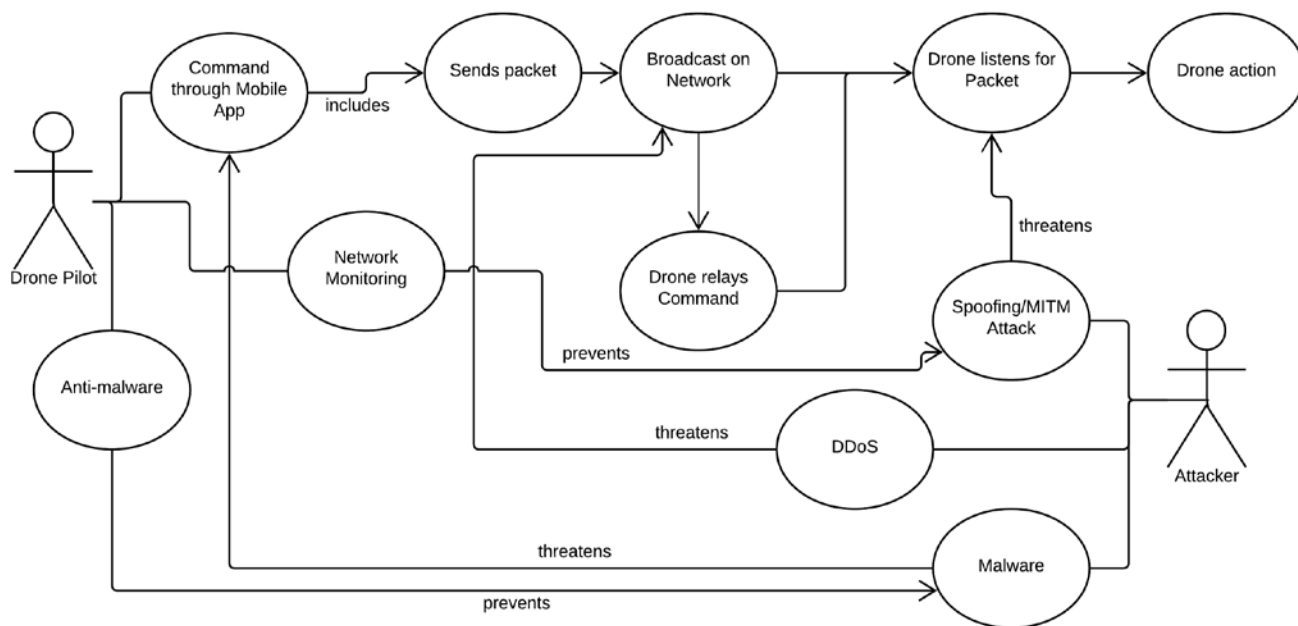 Command
through Mobile
App
includes
Sends packet
Broadcast on
Network
Drone listens for
Packet
Drone action
Drone Pilot
Network
Monitoring
Drone relays
Command
threatens
Spoofing/MITM
Attack
prevents
Anti-malware
threatens
DDoS
Attacker
threatens
Malware
prevents